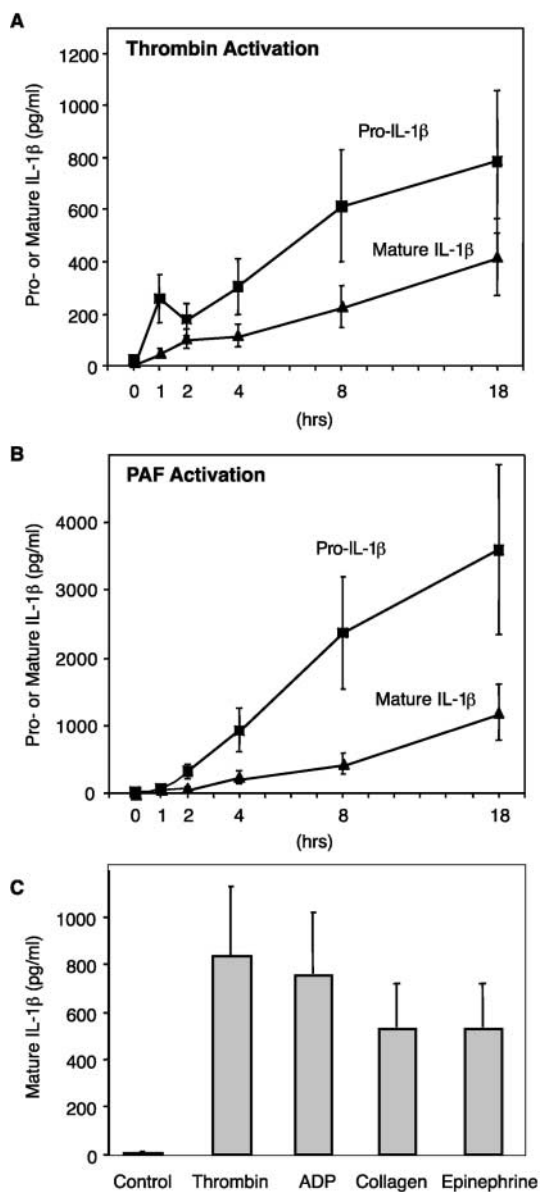 A
Thrombin Activation
Pro- or Mature IL-1β (pg/ml)
1200
1000
800
600
400
200
0
Pro-IL-1β
Mature IL-1β
0 1 2 4 8 18
(hrs)
B
PAF Activation
Pro- or Mature IL-1β (pg/ml)
4000
3000
2000
1000
0
Pro-IL-1β
Mature IL-1β
0 1 2 4 8 18
(hrs)
C
Mature IL-1β (pg/ml)
1000
800
600
400
200
0
Control Thrombin ADP Collagen Epinephrine